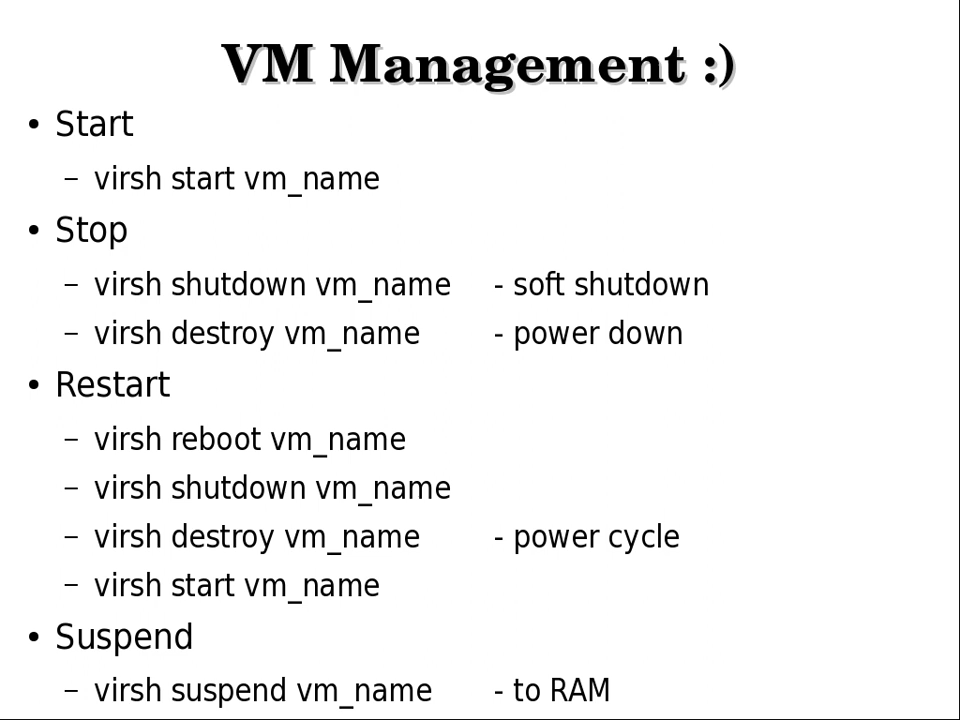 VM Management :)
• Start
– virsh start vm_name
• Stop
– virsh shutdown vm_name - soft shutdown
– virsh destroy vm_name - power down
• Restart
– virsh reboot vm_name
– virsh shutdown vm_name
– virsh destroy vm_name - power cycle
– virsh start vm_name
• Suspend
– virsh suspend vm_name - to RAM